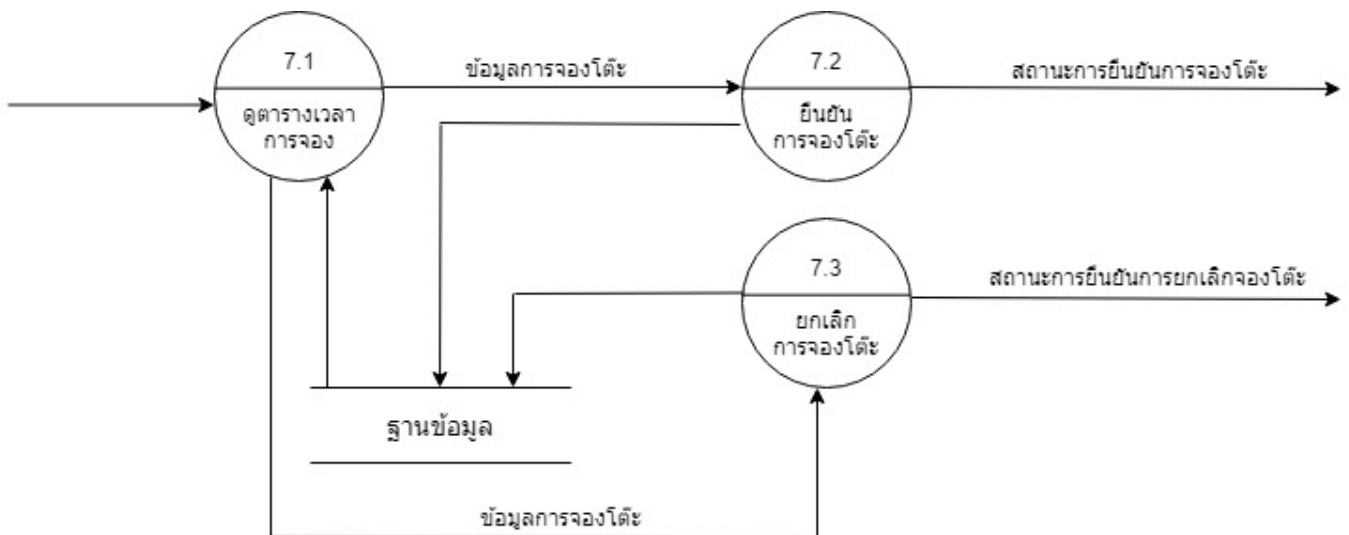 7.1
ดูตารางเวลา
การจอง
ข้อมูลการจองโต๊ะ
7.2
ยืนยัน
การจองโต๊ะ
สถานะการยืนยันการจองโต๊ะ
7.3
ยกเลิก
การจองโต๊ะ
สถานะการยืนยันการยกเลิกจองโต๊ะ
ฐานข้อมูล
ข้อมูลการจองโต๊ะ